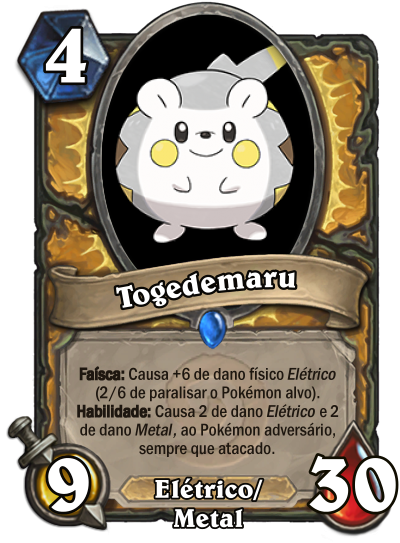 4
Togedemaru
Faísca: Causa +6 de dano físico Elétrico
(2/6 de paralisar o Pokémon alvo).
Habilidade: Causa 2 de dano Elétrico e 2
de dano Metal, ao Pokémon adversário,
sempre que atacado.
9
Elétrico/
Metal
30